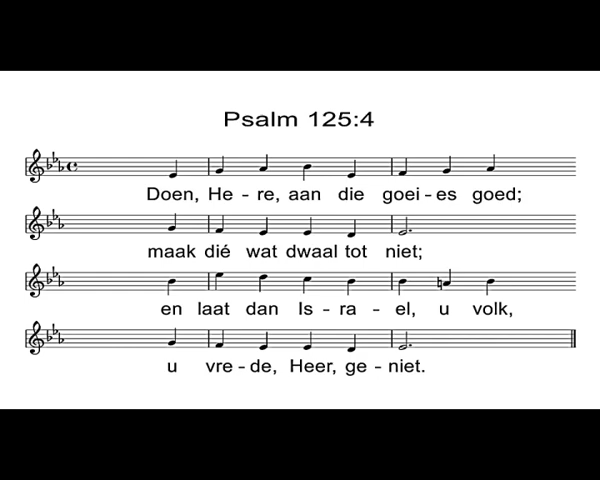 Psalm 125:4
Doen, He - re, aan die goei - es goed;
maak dié wat dwaal tot niet;
en laat dan Is - ra - el, u volk,
u vre - de, Heer, ge - niet.